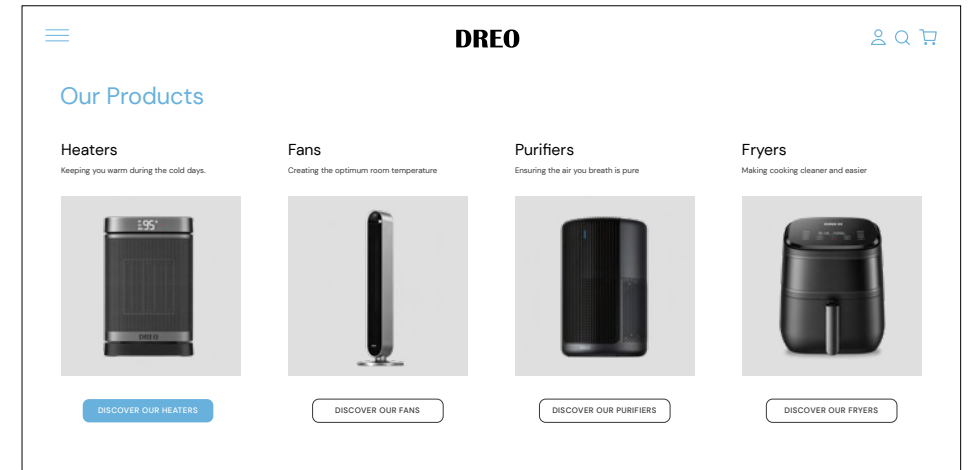 DREO
Our Products
Heaters
Keeping you warm during the cold days.
Fans
Creating the optimum room temperature
Purifiers
Ensuring the air you breath is pure
Fryers
Making cooking cleaner and easier
95°
DREO
DISCOVER OUR HEATERS
DISCOVER OUR FANS
DISCOVER OUR PURIFIERS
DISCOVER OUR FRYERS